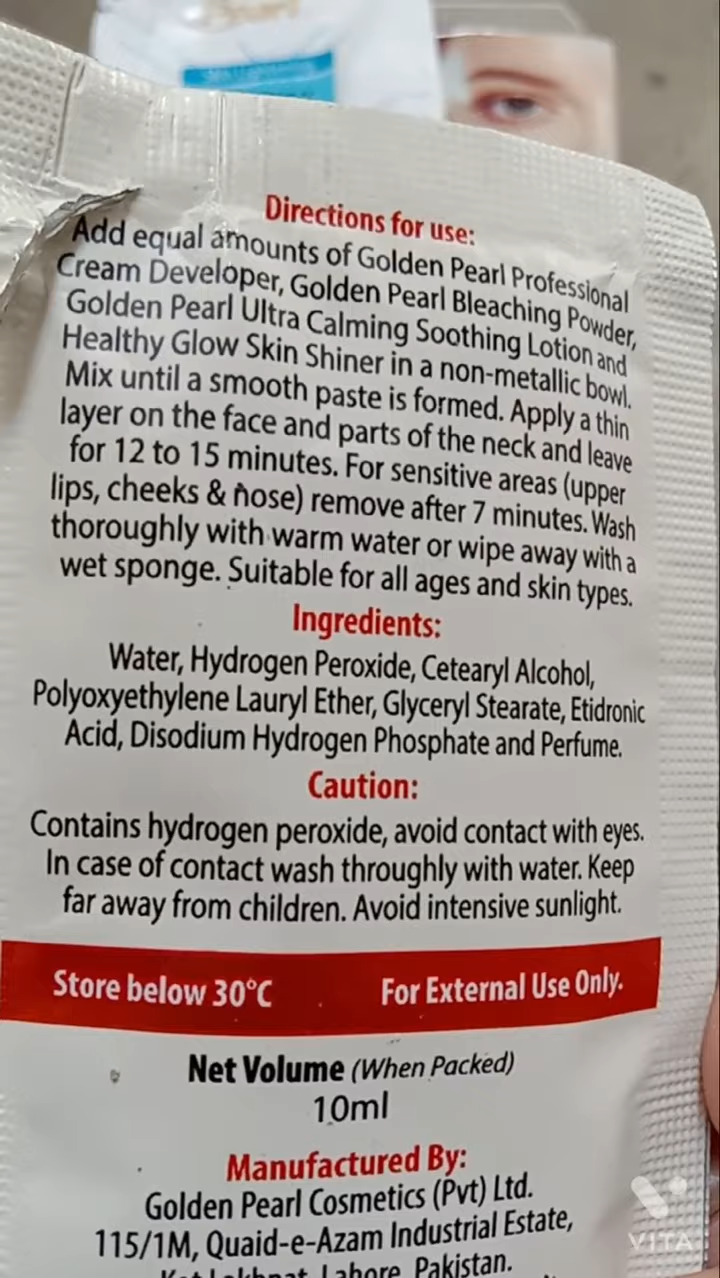 Directions for use:
Add equal amounts of Golden Pearl Professional
Cream Developer, Golden Pearl Bleaching Powder,
Golden Pearl Ultra Calming Soothing Lotion and
Healthy Glow Skin Shiner in a non-metallic bowl.
Mix until a smooth paste is formed. Apply a thin
layer on the face and parts of the neck and leave
for 12 to 15 minutes. For sensitive areas (upper
lips, cheeks & nose) remove after 7 minutes. Wash
thoroughly with warm water or wipe away with a
wet sponge. Suitable for all ages and skin types.
Ingredients:
Water, Hydrogen Peroxide, Cetearyl Alcohol,
Polyoxyethylene Lauryl Ether, Glyceryl Stearate, Etidronic
Acid, Disodium Hydrogen Phosphate and Perfume.
Caution:
Contains hydrogen peroxide, avoid contact with eyes.
In case of contact wash throughly with water. Keep
far away from children. Avoid intensive sunlight.
Store below 30°C For External Use Only.
Net Volume (When Packed)
10ml
Manufactured By:
Golden Pearl Cosmetics (Pvt) Ltd.
115/1M, Quaid-e-Azam Industrial Estate,
Kot Lakhpat, Lahore, Pakistan.
VITA